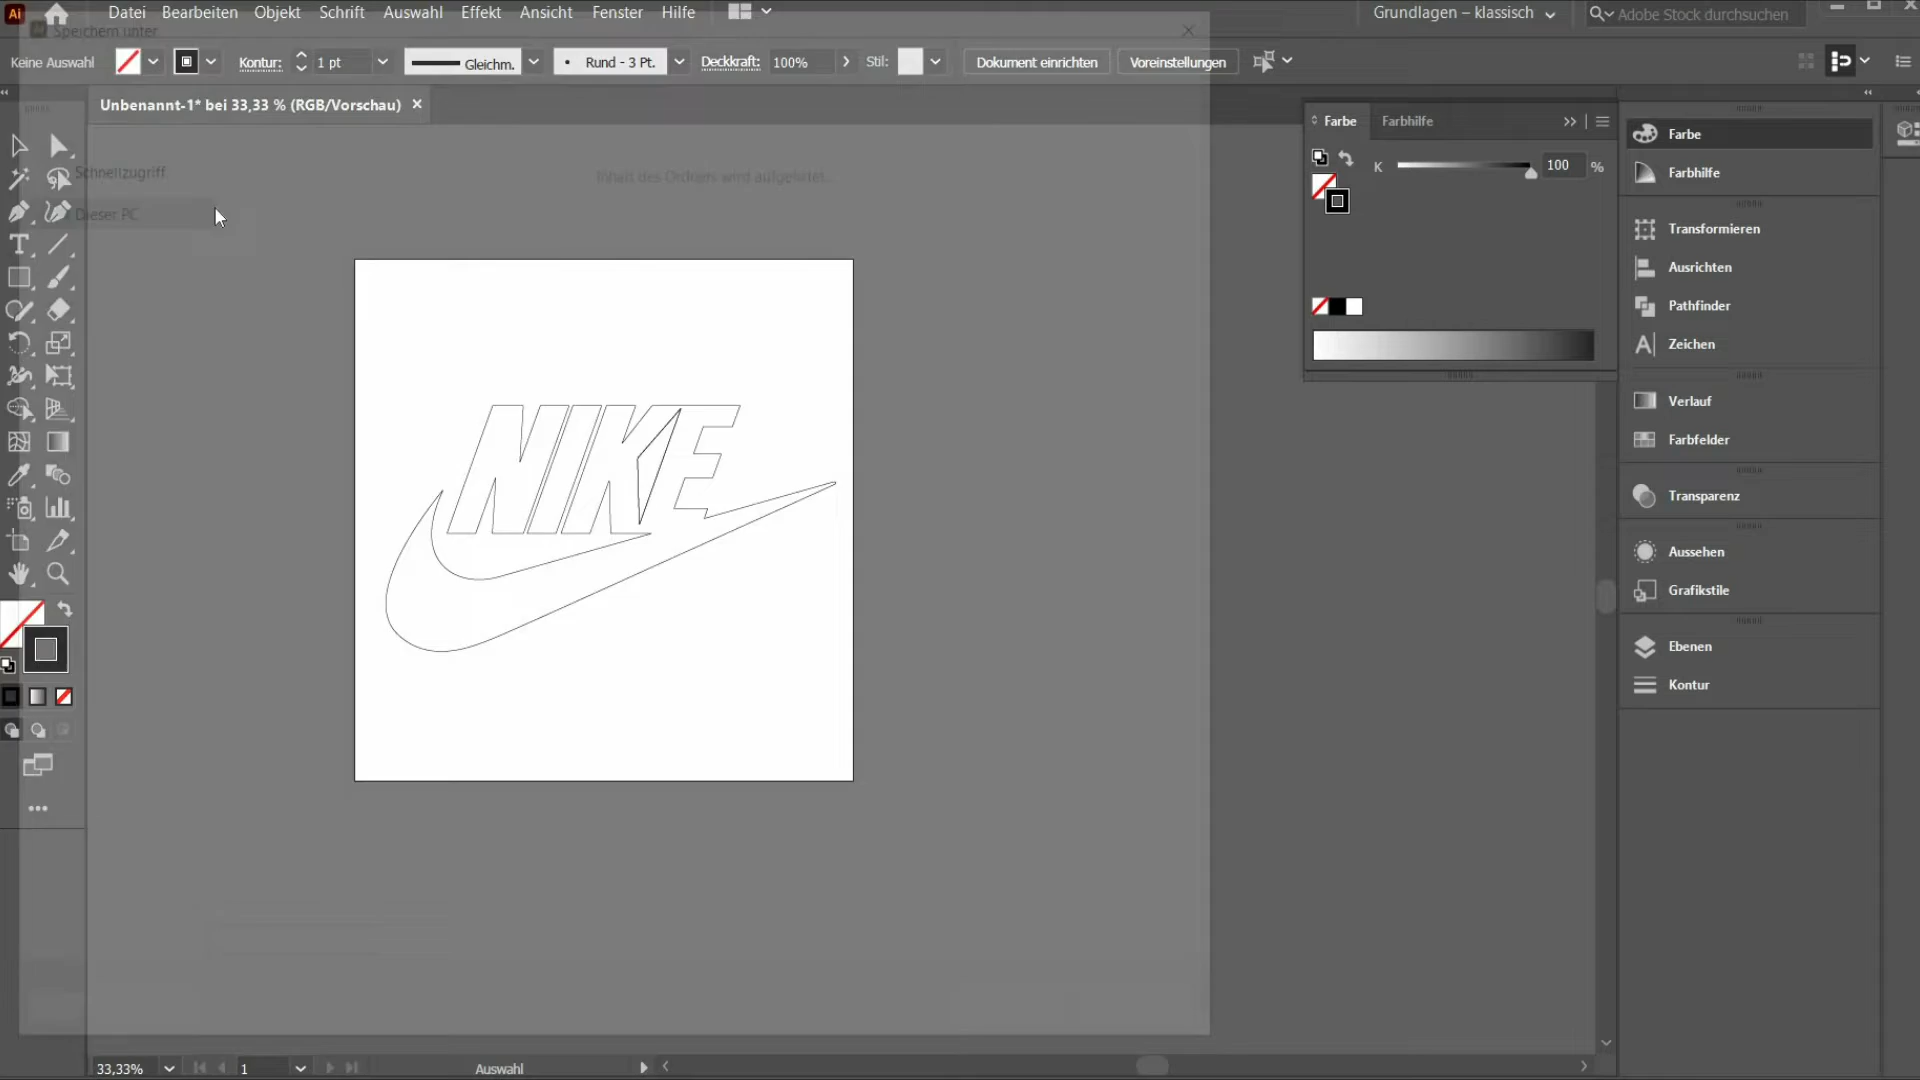 Ai
Datei Bearbeiten Objekt Schrift Auswahl Effekt Ansicht Fenster Hilfe
Grundlagen – klassisch
Adobe Stock durchsuchen
Speichern unter
Keine Auswahl
Kontur: 1 pt
Gleichm.
Rund - 3 Pt.
Deckkraft: 100%
Stil:
Dokument einrichten
Voreinstellungen
Unbenannt-1* bei 33,33 % (RGB/Vorschau)
Schnellzugriff
Dieser PC
Inhalt des Ordners wird aufgelistet...
NIKE
Farbe Farbhilfe
K 100 %
Farbe
Farbhilfe
Transformieren
Ausrichten
Pathfinder
Zeichen
Verlauf
Farbfelder
Transparenz
Aussehen
Grafikstile
Ebenen
Kontur
33,33% 1 Auswahl